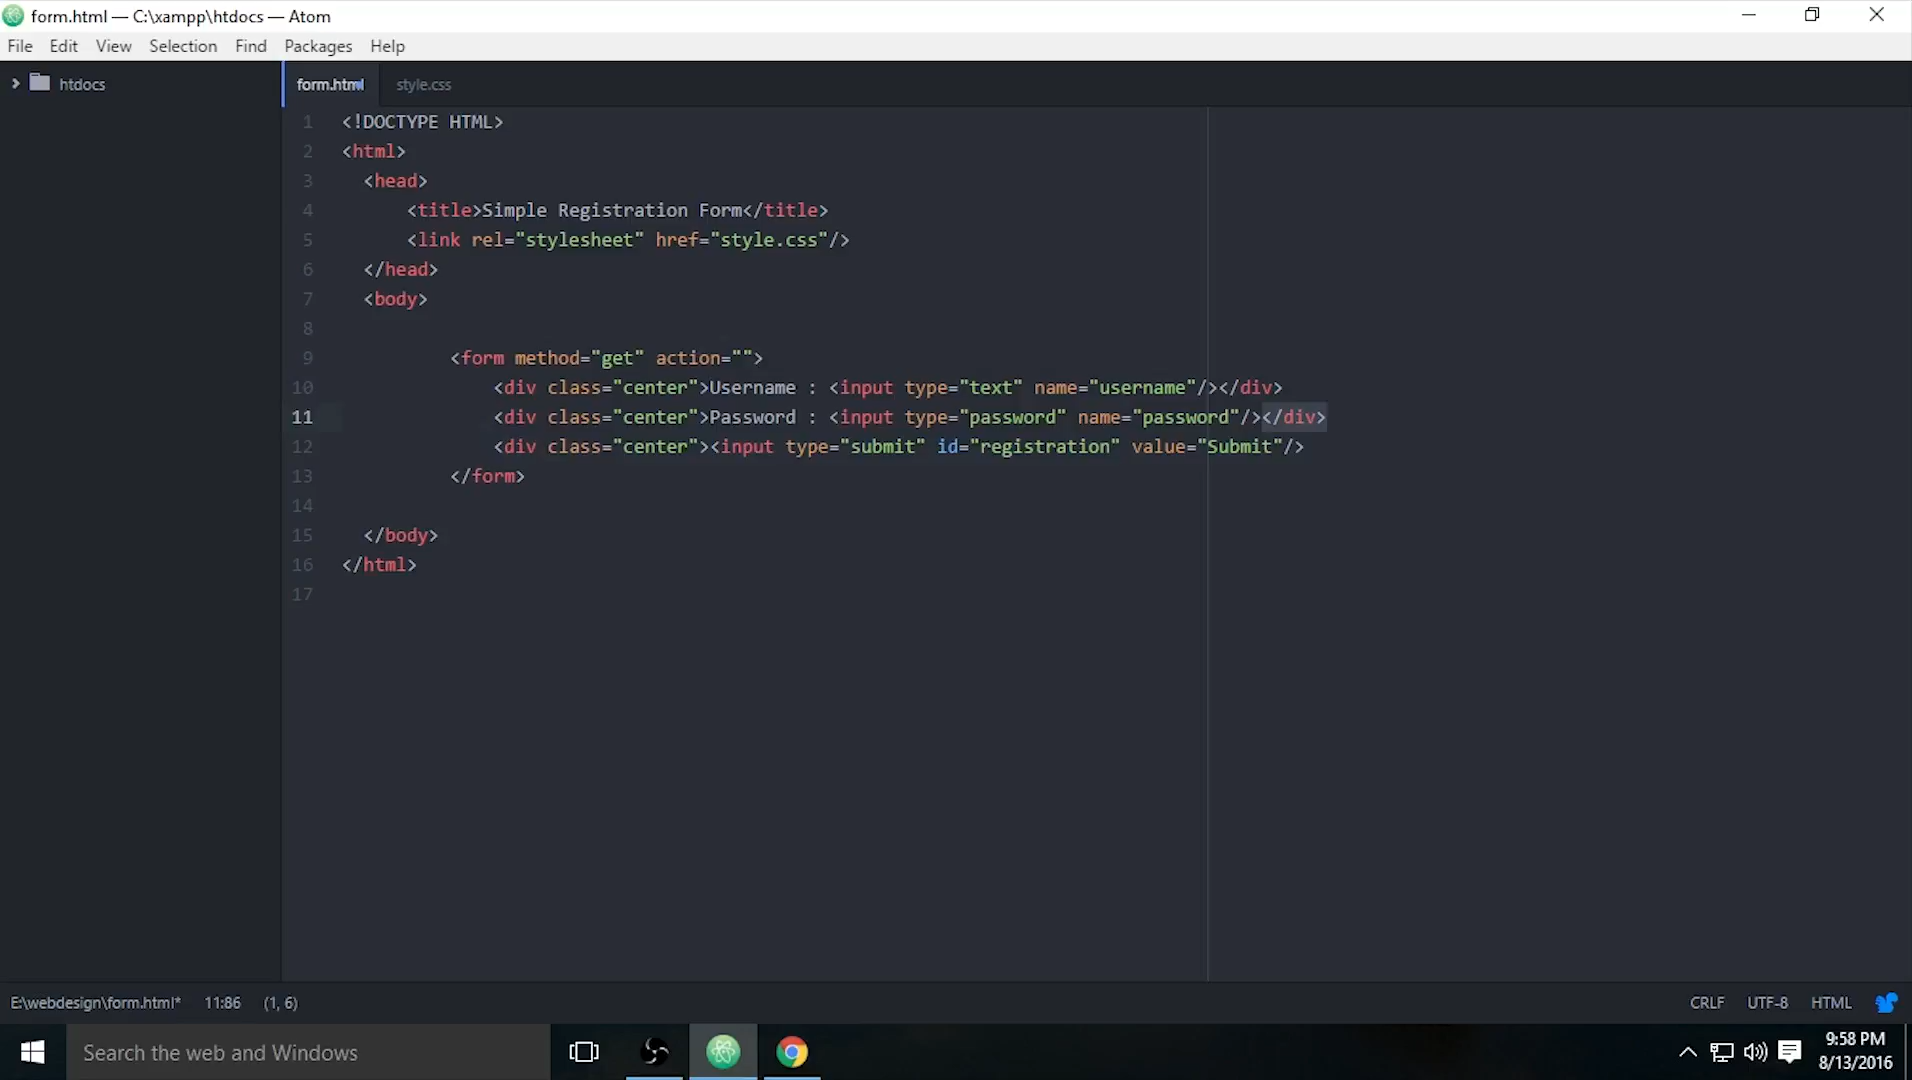 form.html — C:\xampp\htdocs — Atom
File Edit View Selection Find Packages Help
htdocs
form.html style.css
1 <!DOCTYPE HTML>
2 <html>
3 <head>
4 <title>Simple Registration Form</title>
5 <link rel="stylesheet" href="style.css"/>
6 </head>
7 <body>
8
9 <form method="get" action="">
10 <div class="center">Username : <input type="text" name="username"/></div>
11 <div class="center">Password : <input type="password" name="password"/></div>
12 <div class="center"><input type="submit" id="registration" value="Submit"/>
13 </form>
14
15 </body>
16 </html>
17
E:\webdesign\form.html* 11:86 (1, 6) CRLF UTF-8 HTML
Search the web and Windows
9:58 PM
8/13/2016